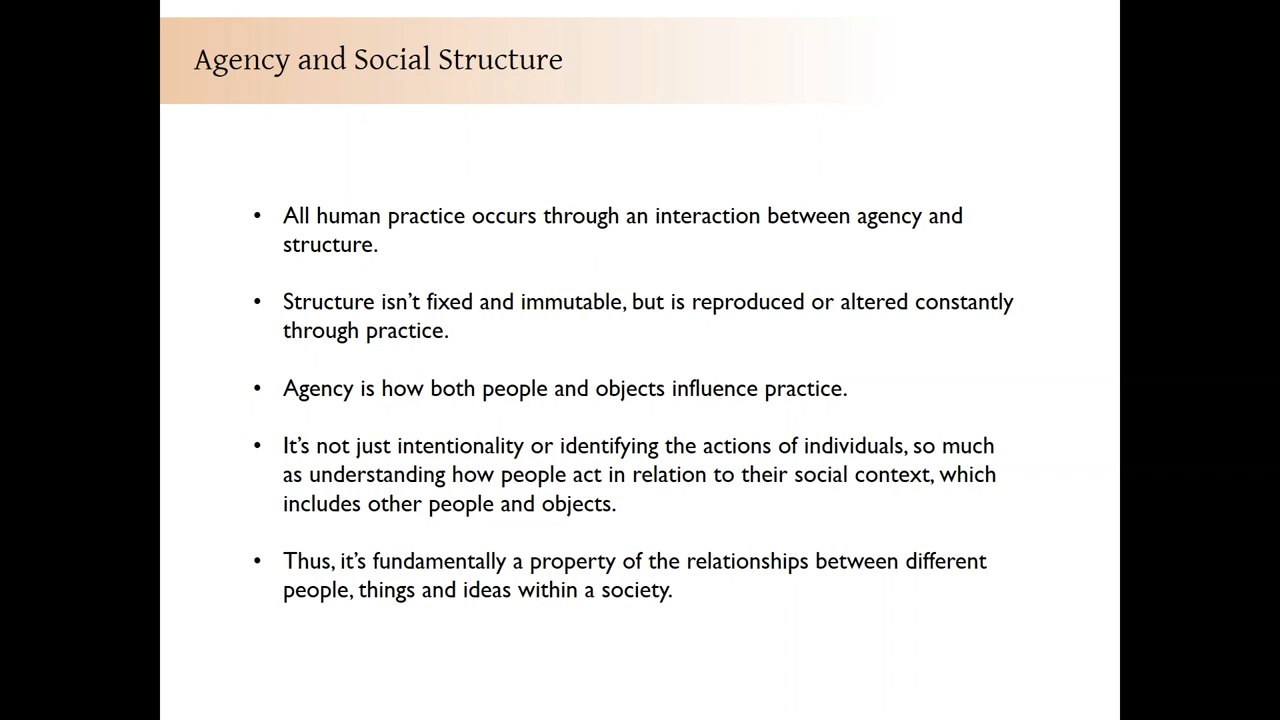 Agency and Social Structure
• All human practice occurs through an interaction between agency and
structure.
• Structure isn’t fixed and immutable, but is reproduced or altered constantly
through practice.
• Agency is how both people and objects influence practice.
• It’s not just intentionality or identifying the actions of individuals, so much
as understanding how people act in relation to their social context, which
includes other people and objects.
• Thus, it’s fundamentally a property of the relationships between different
people, things and ideas within a society.